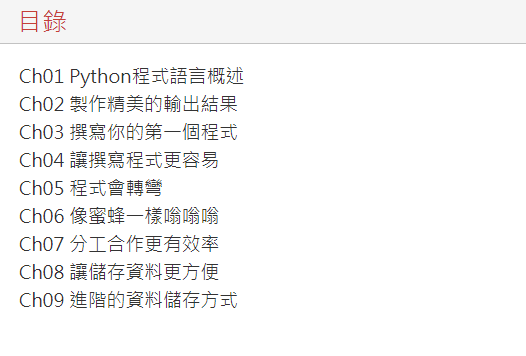 目錄
Ch01 Python程式語言概述
Ch02 製作精美的輸出結果
Ch03 撰寫你的第一個程式
Ch04 讓撰寫程式更容易
Ch05 程式會轉彎
Ch06 像蜜蜂一樣嗡嗡嗡
Ch07 分工合作更有效率
Ch08 讓儲存資料更方便
Ch09 進階的資料儲存方式